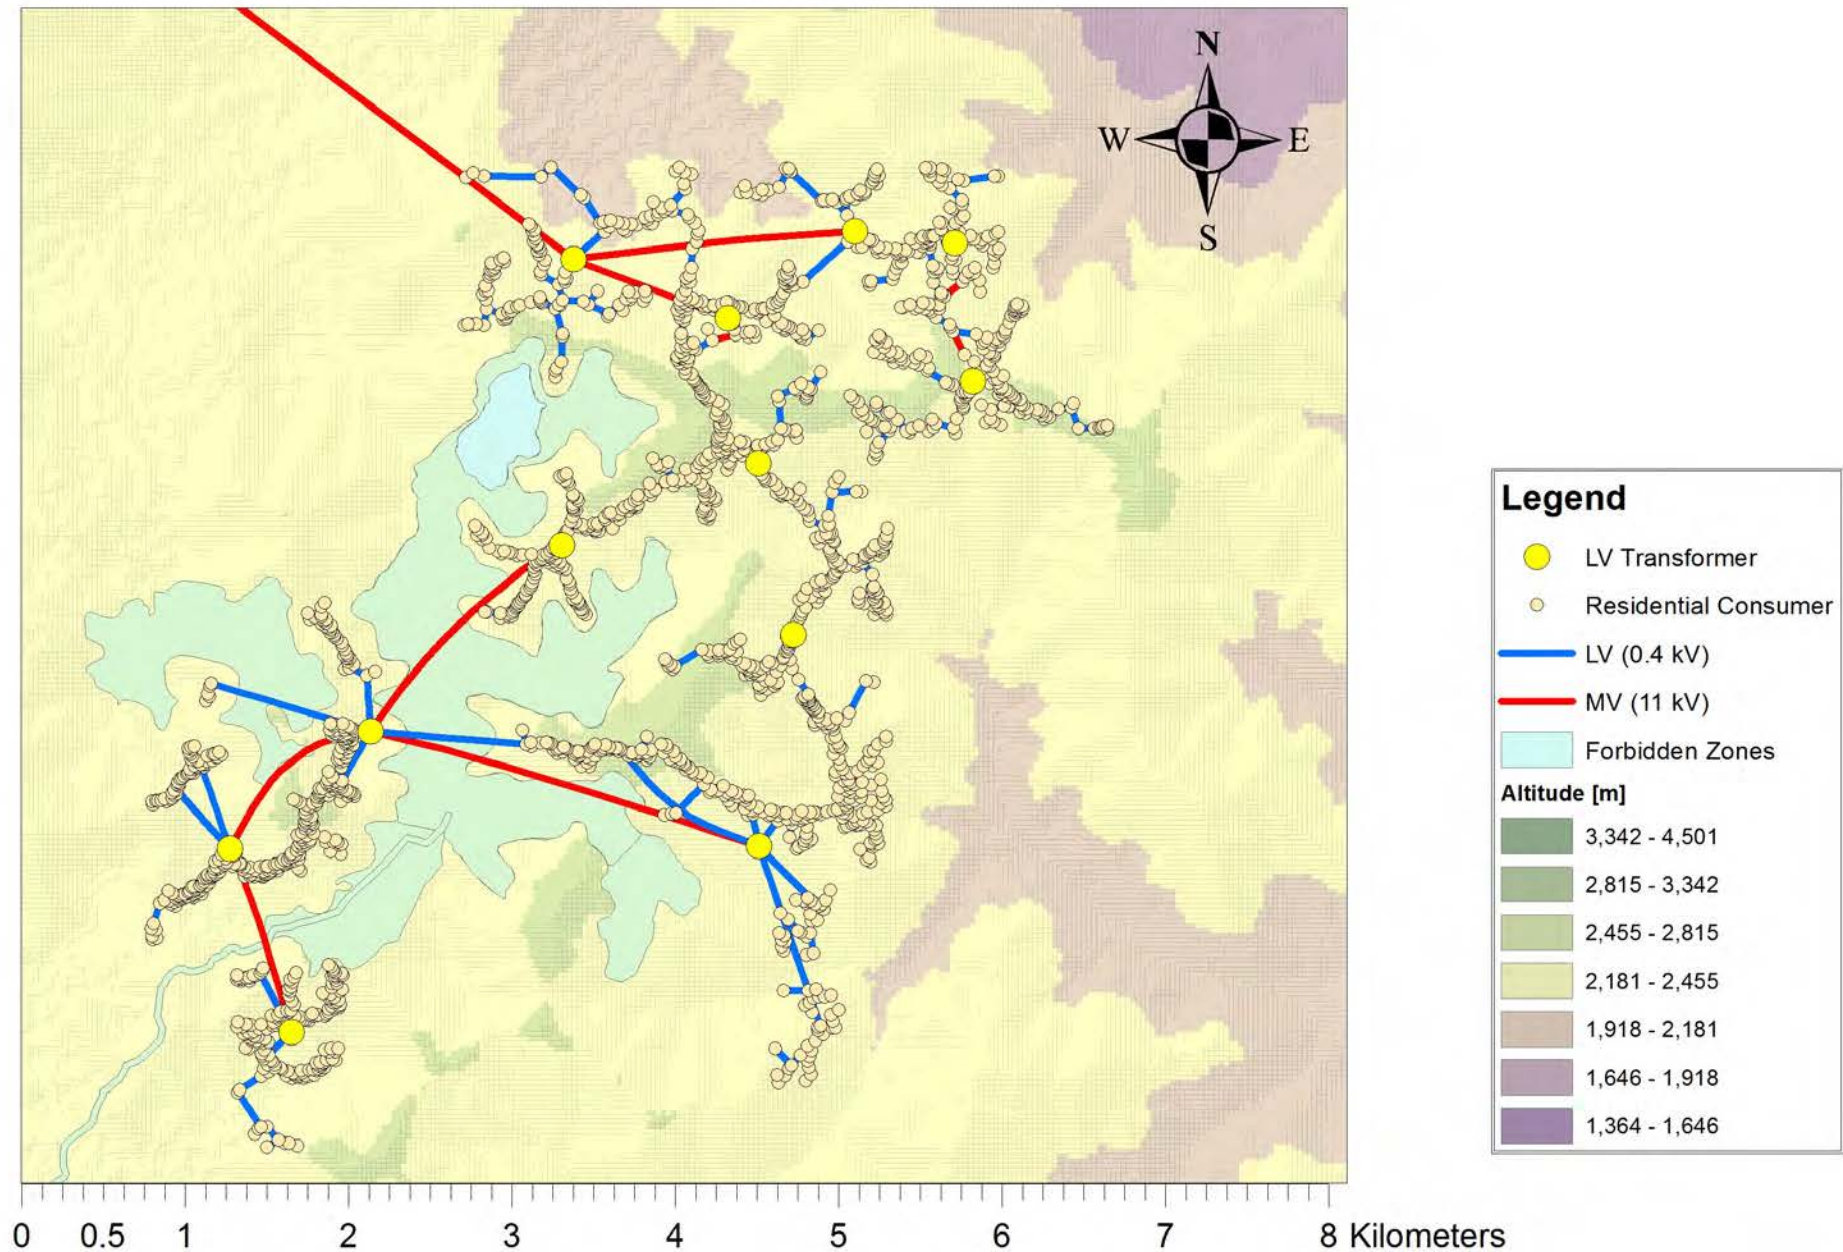 N
W
E
S
Legend
LV Transformer
Residential Consumer
LV (0.4 kV)
MV (11 kV)
Forbidden Zones
Altitude [m]
3,342 - 4,501
2,815 - 3,342
2,455 - 2,815
2,181 - 2,455
1,918 - 2,181
1,646 - 1,918
1,364 - 1,646
0 0.5 1 2 3 4 5 6 7 8 Kilometers